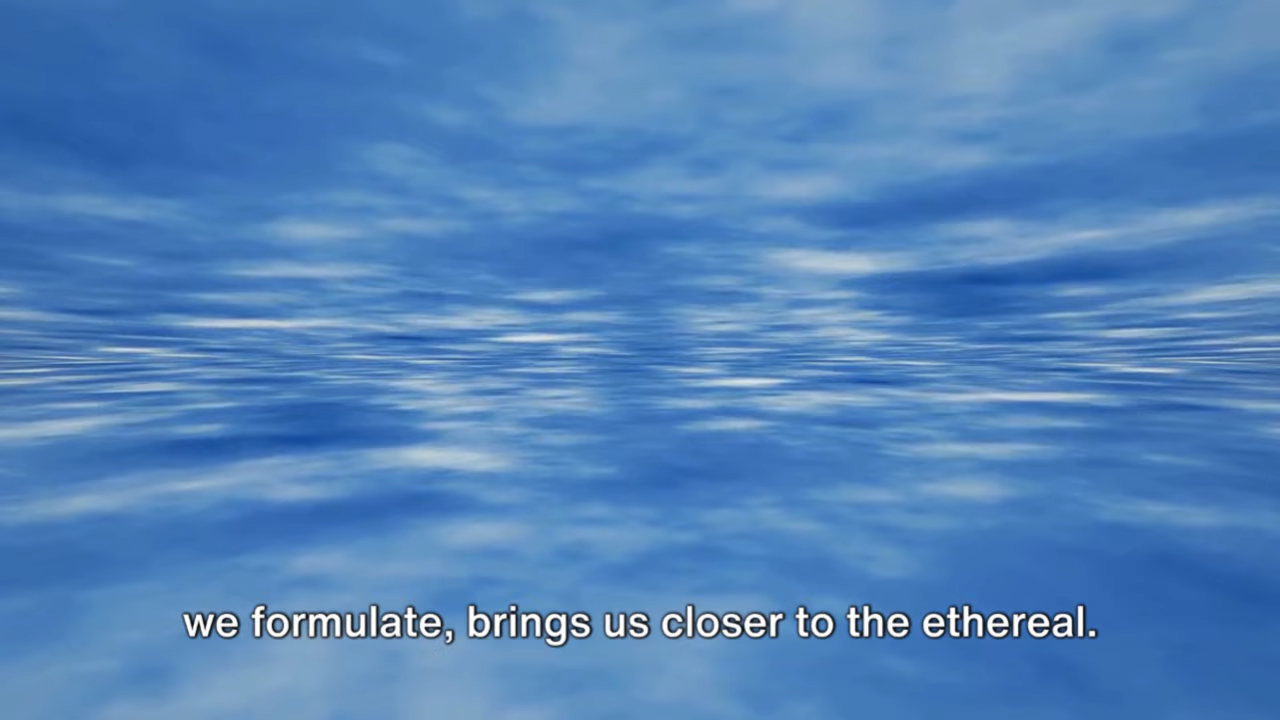 we formulate, brings us closer to the ethereal.